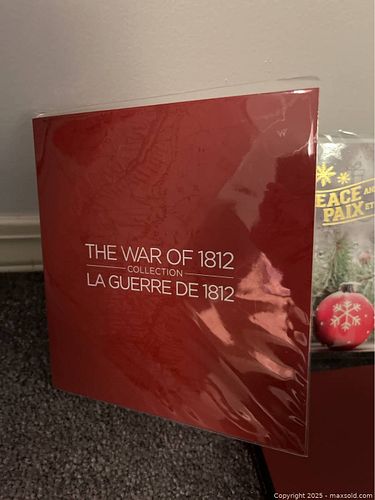 THE WAR OF 1812
COLLECTION
LA GUERRE DE 1812
EACE AN
PAIX ET
Copyright 2025 - maxsold.com